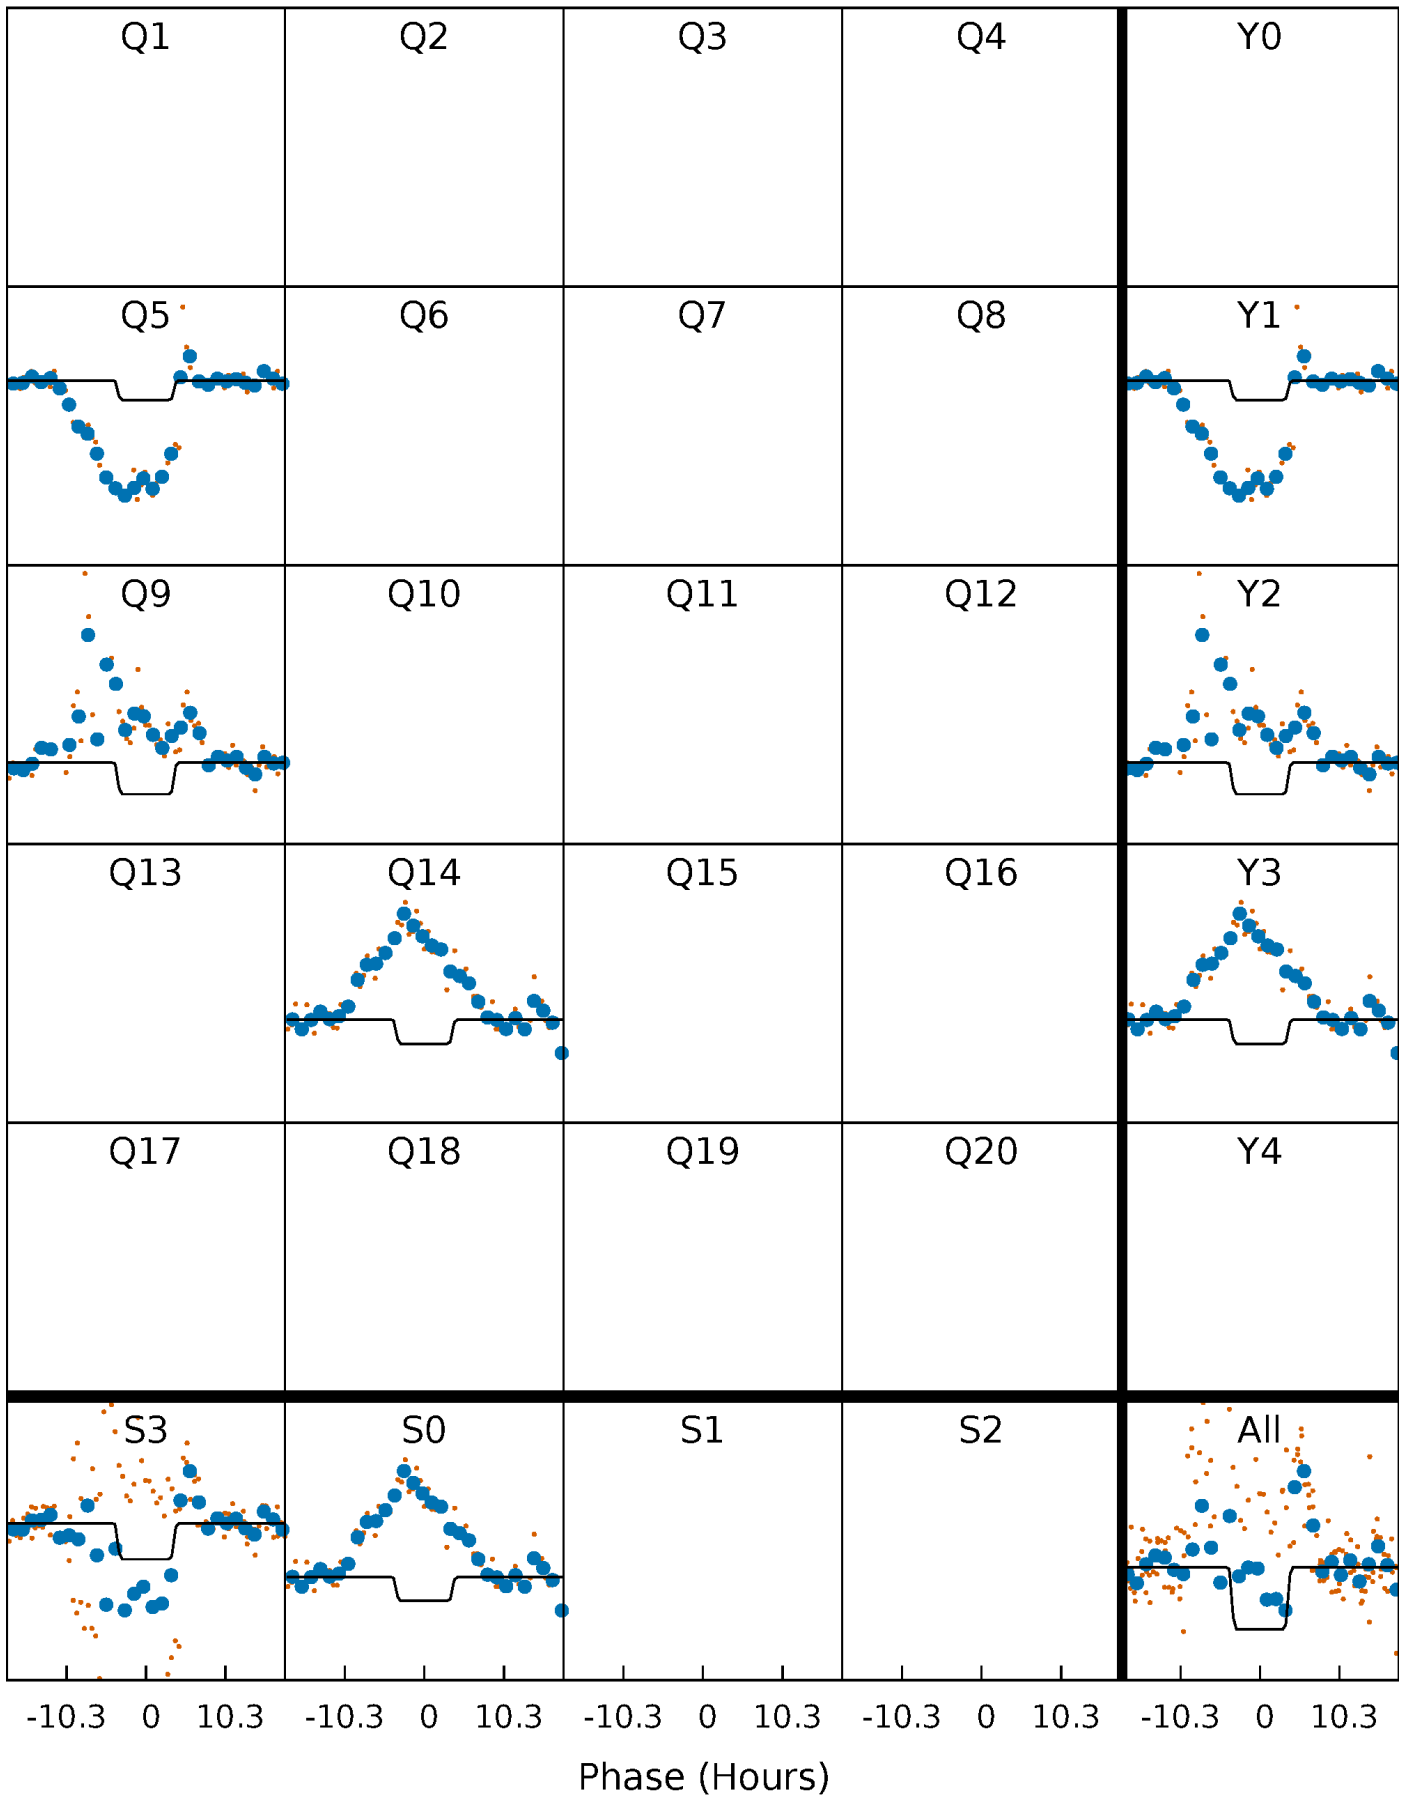 Q1 Q2 Q3 Q4 Y0
Q5 Q6 Q7 Q8 Y1
Q9 Q10 Q11 Q12 Y2
Q13 Q14 Q15 Q16 Y3
Q17 Q18 Q19 Q20 Y4
S3 S0 S1 S2 All
-10.3 0 10.3 -10.3 0 10.3 -10.3 0 10.3 -10.3 0 10.3 -10.3 0 10.3
Phase (Hours)